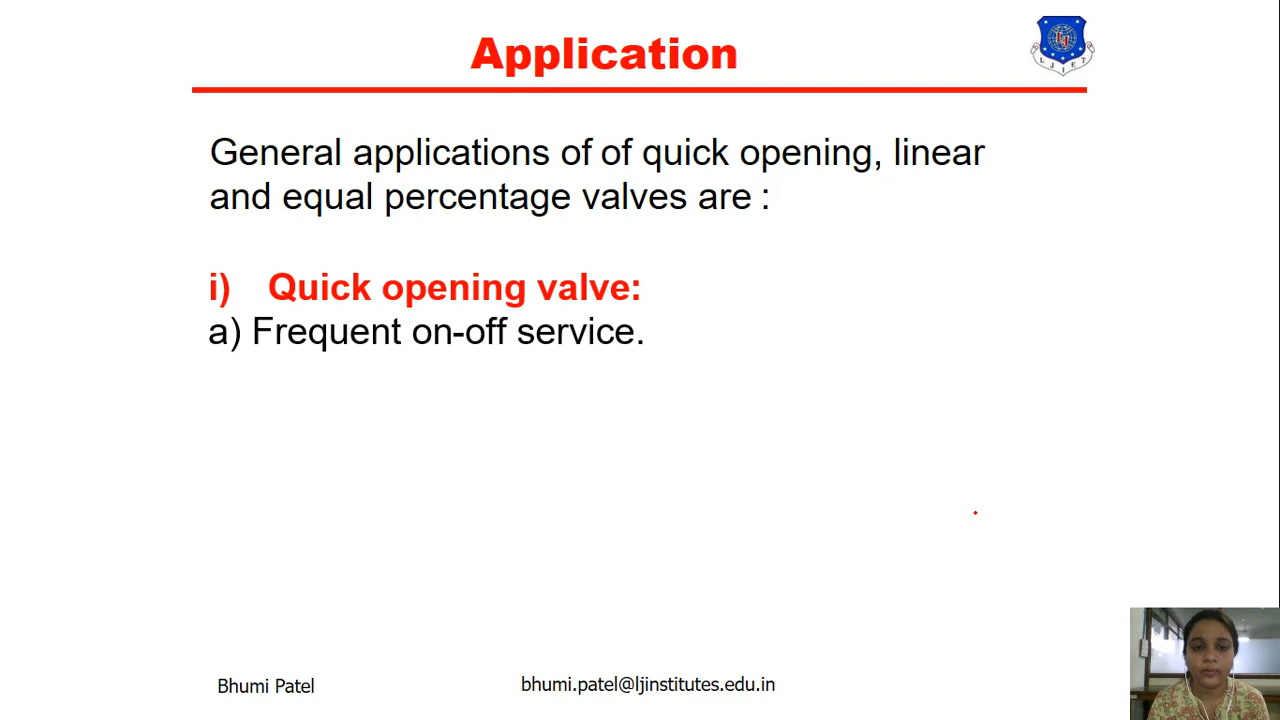 Application
LJIET
General applications of of quick opening, linear
and equal percentage valves are :
i) Quick opening valve:
a) Frequent on-off service.
Bhumi Patel
bhumi.patel@ljinstitutes.edu.in